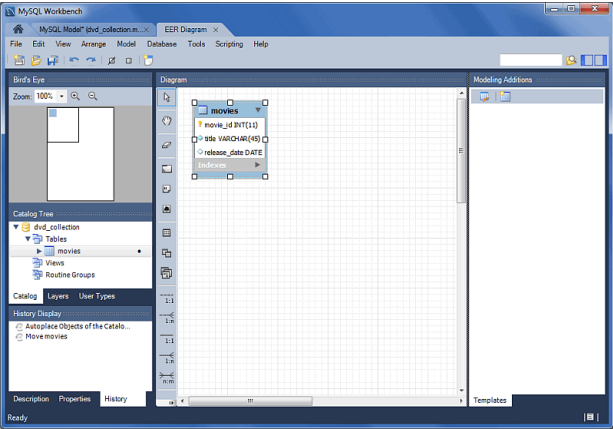 MySQL Workbench
MySQL Model* (dvd_collection.m... EER Diagram
File Edit View Arrange Model Database Tools Scripting Help
Bird's Eye
Zoom: 100%
Diagram
movies
movie_id INT(11)
title VARCHAR(45)
release_date DATE
Indexes
Modeling Additions
Catalog Tree
dvd_collection
Tables
movies
Views
Routine Groups
Catalog Layers User Types
History Display
Autoplace Objects of the Catalo...
Move movies
1:1
1:n
1:1
1:n
n:m
Description Properties History
Templates
Ready